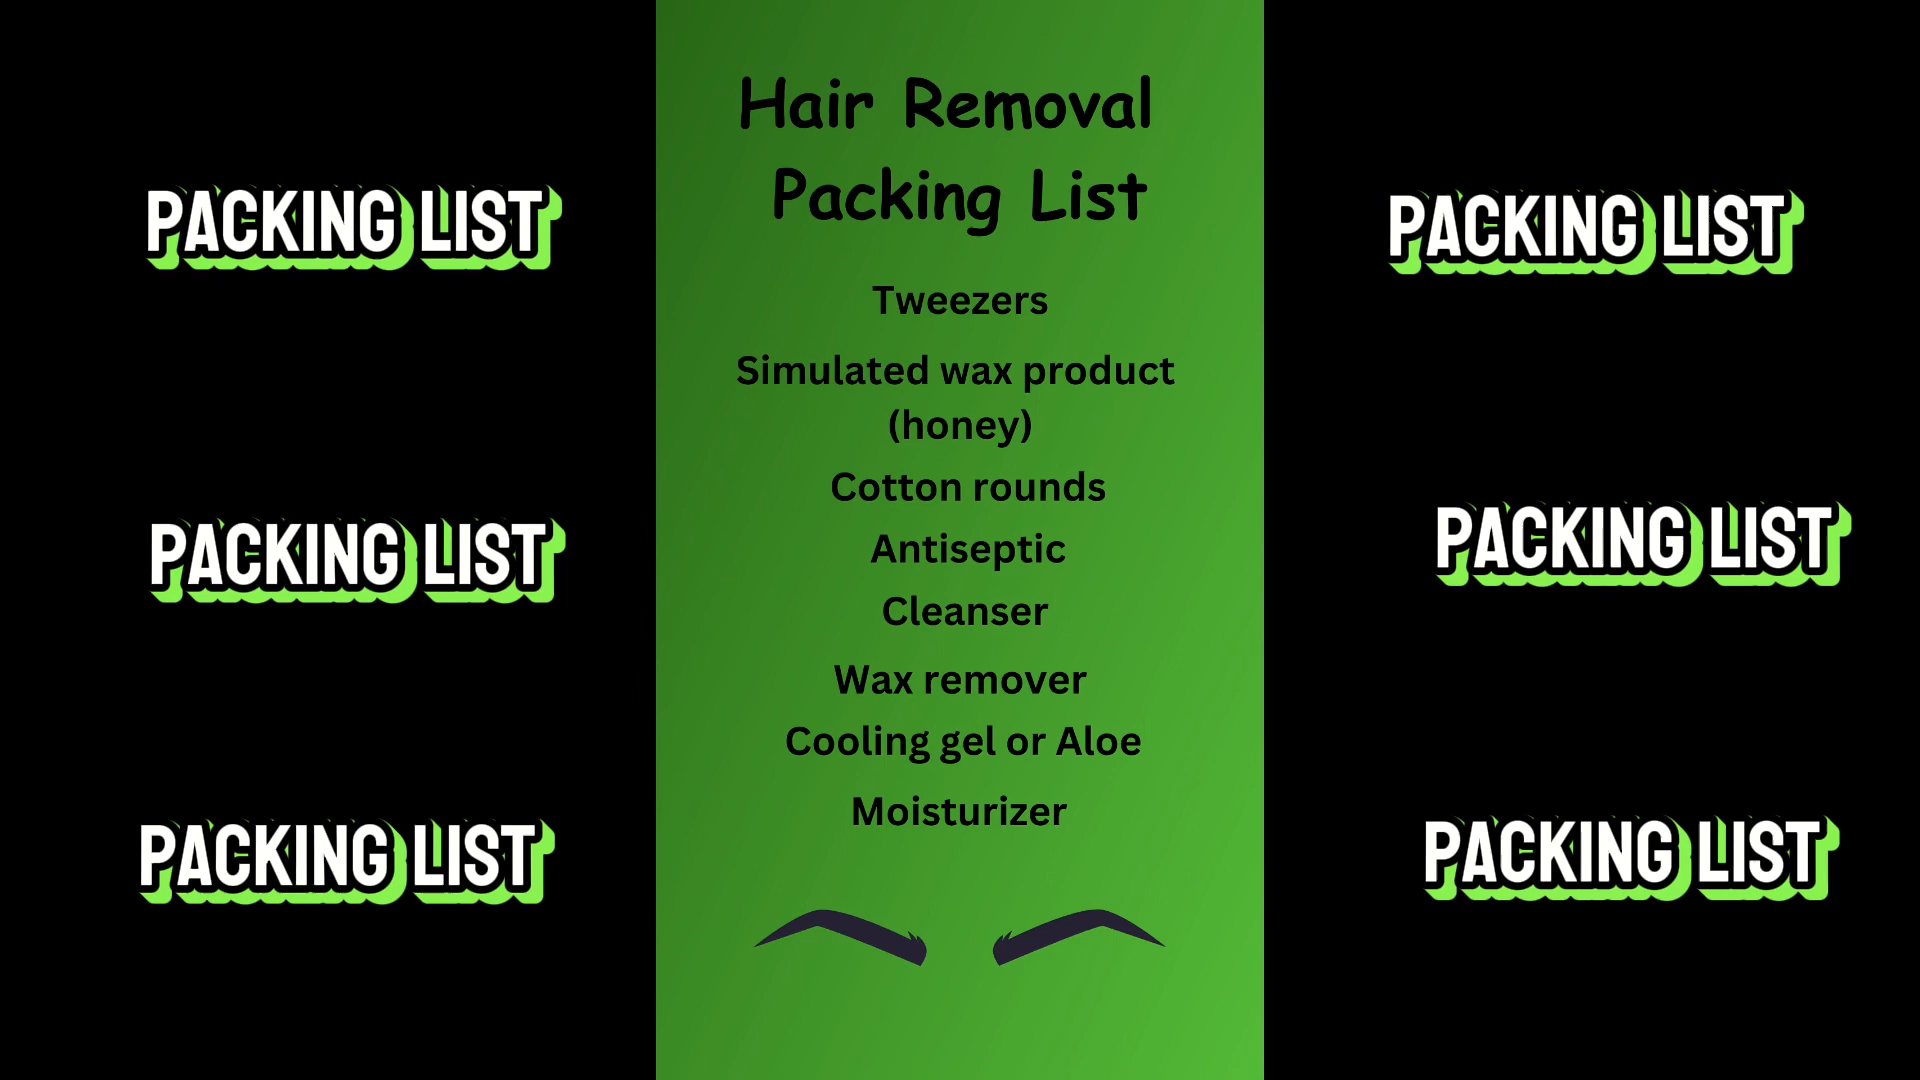 PACKING LIST
PACKING LIST
PACKING LIST
Hair Removal
Packing List
Tweezers
Simulated wax product
(honey)
Cotton rounds
Antiseptic
Cleanser
Wax remover
Cooling gel or Aloe
Moisturizer
PACKING LIST
PACKING LIST
PACKING LIST